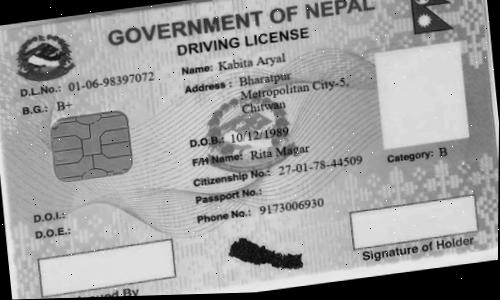 GOVERNMENT OF NEPAL
DRIVING LICENSE
D.L.No.: 01-06-98397072
B.G.: B+
Name: Kabita Aryal
Address : Bharatpur
Metropolitan City-5,
Chitwan
D.O.B.: 10/12/1989
F/H Name: Rita Magar
Citizenship No.: 27-01-78-44509
Passport No.:
Phone No.: 9173006930
Category: B
D.O.I.:
D.O.E.:
Issued By
Signature of Holder